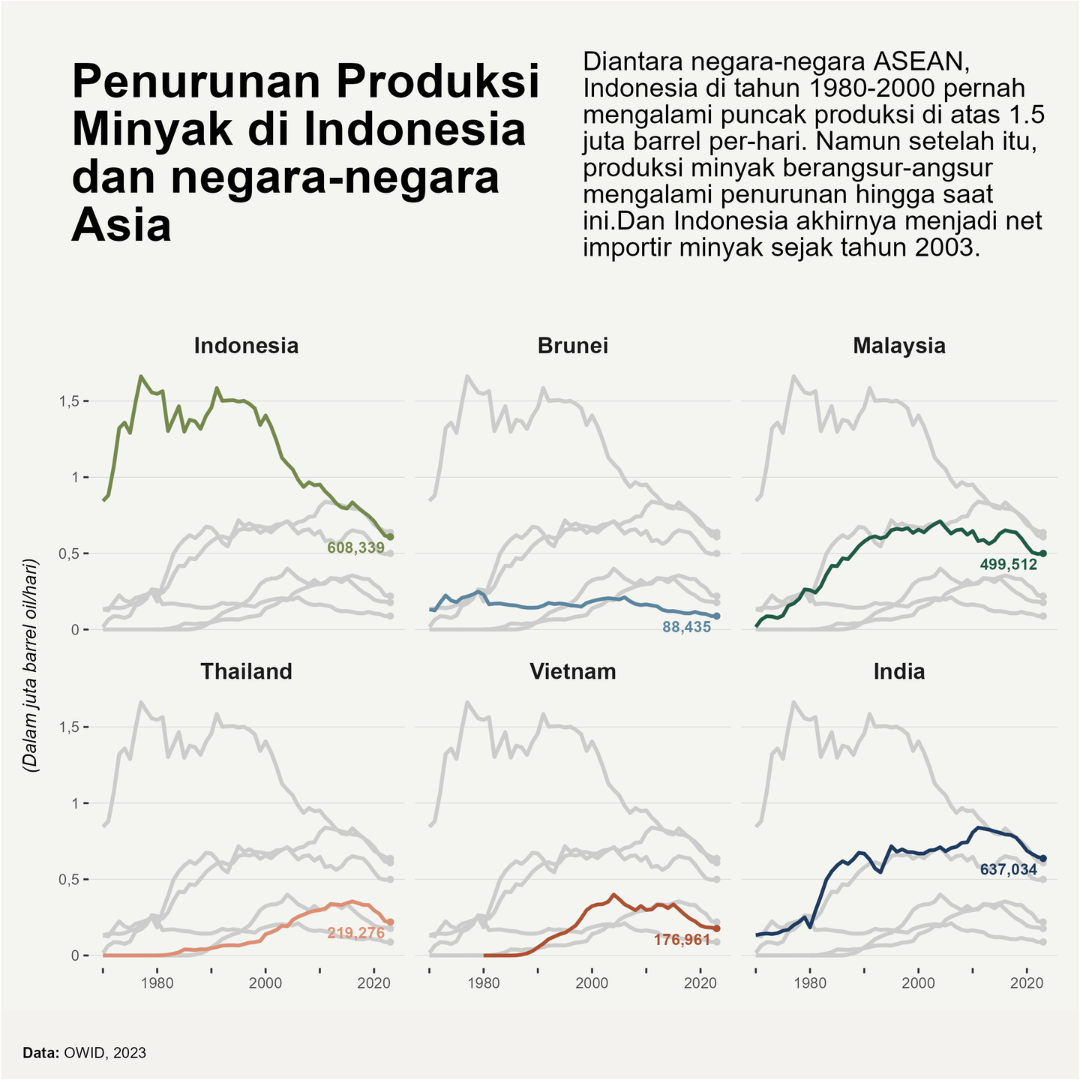 Penurunan Produksi
Minyak di Indonesia
dan negara-negara
Asia
Diantara negara-negara ASEAN,
Indonesia di tahun 1980-2000 pernah
mengalami puncak produksi di atas 1.5
juta barrel per-hari. Namun setelah itu,
produksi minyak berangsur-angsur
mengalami penurunan hingga saat
ini.Dan Indonesia akhirnya menjadi net
importir minyak sejak tahun 2003.
Indonesia
Brunei
Malaysia
1,5
1
0,5
0
608,339
88,435
499,512
(Dalam juta barrel oil/hari)
Thailand
Vietnam
India
1,5
1
0,5
0
219,276
176,961
637,034
1980 2000 2020
1980 2000 2020
1980 2000 2020
Data: OWID, 2023